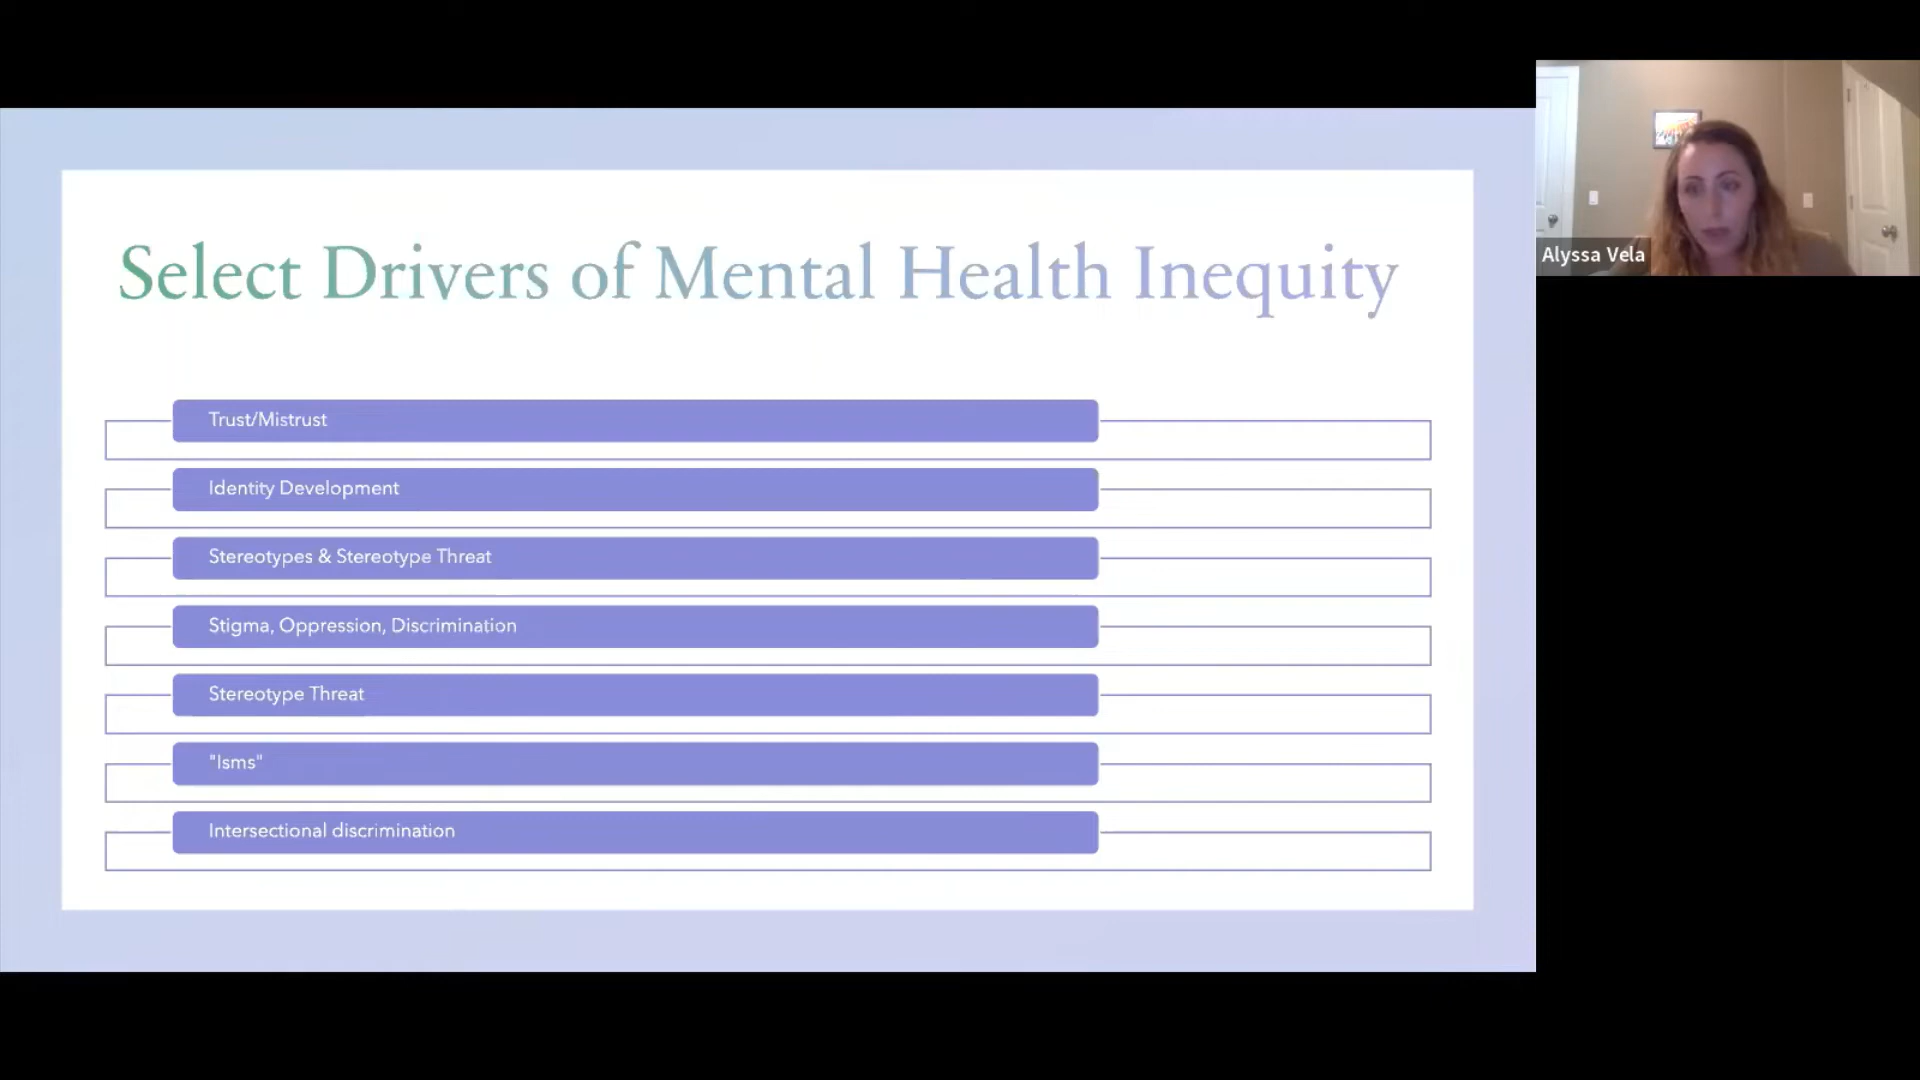 Select Drivers of Mental Health Inequity
Trust/Mistrust
Identity Development
Stereotypes & Stereotype Threat
Stigma, Oppression, Discrimination
Stereotype Threat
"Isms"
Intersectional discrimination
Alyssa Vela